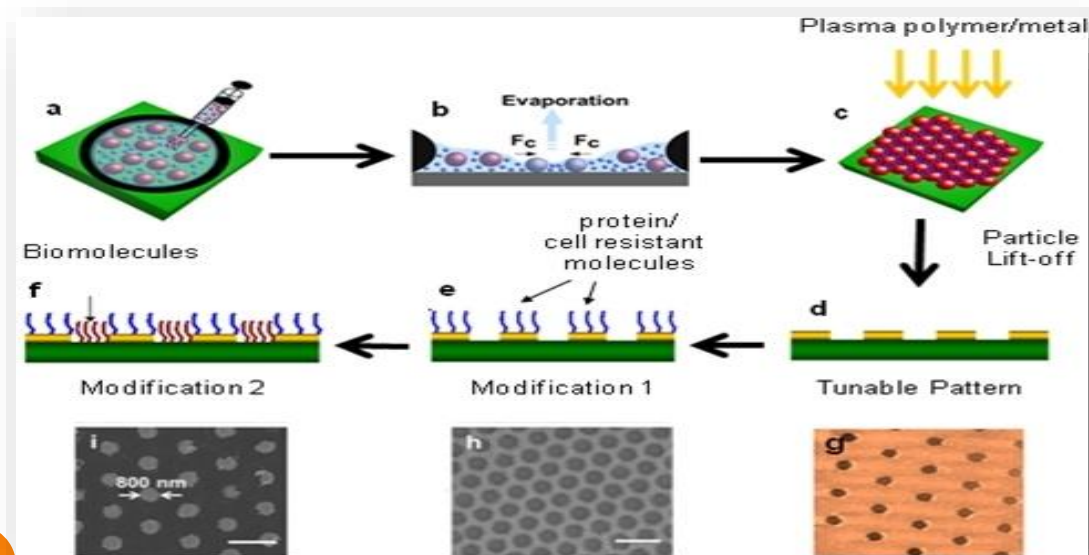 Plasma polymer/metal
a
b
Evaporation
Fc Fc
c
Biomolecules
protein/
cell resistant
molecules
Particle
Lift-off
f
e
d
Modification 2
Modification 1
Tunable Pattern
i
800 nm
h
g